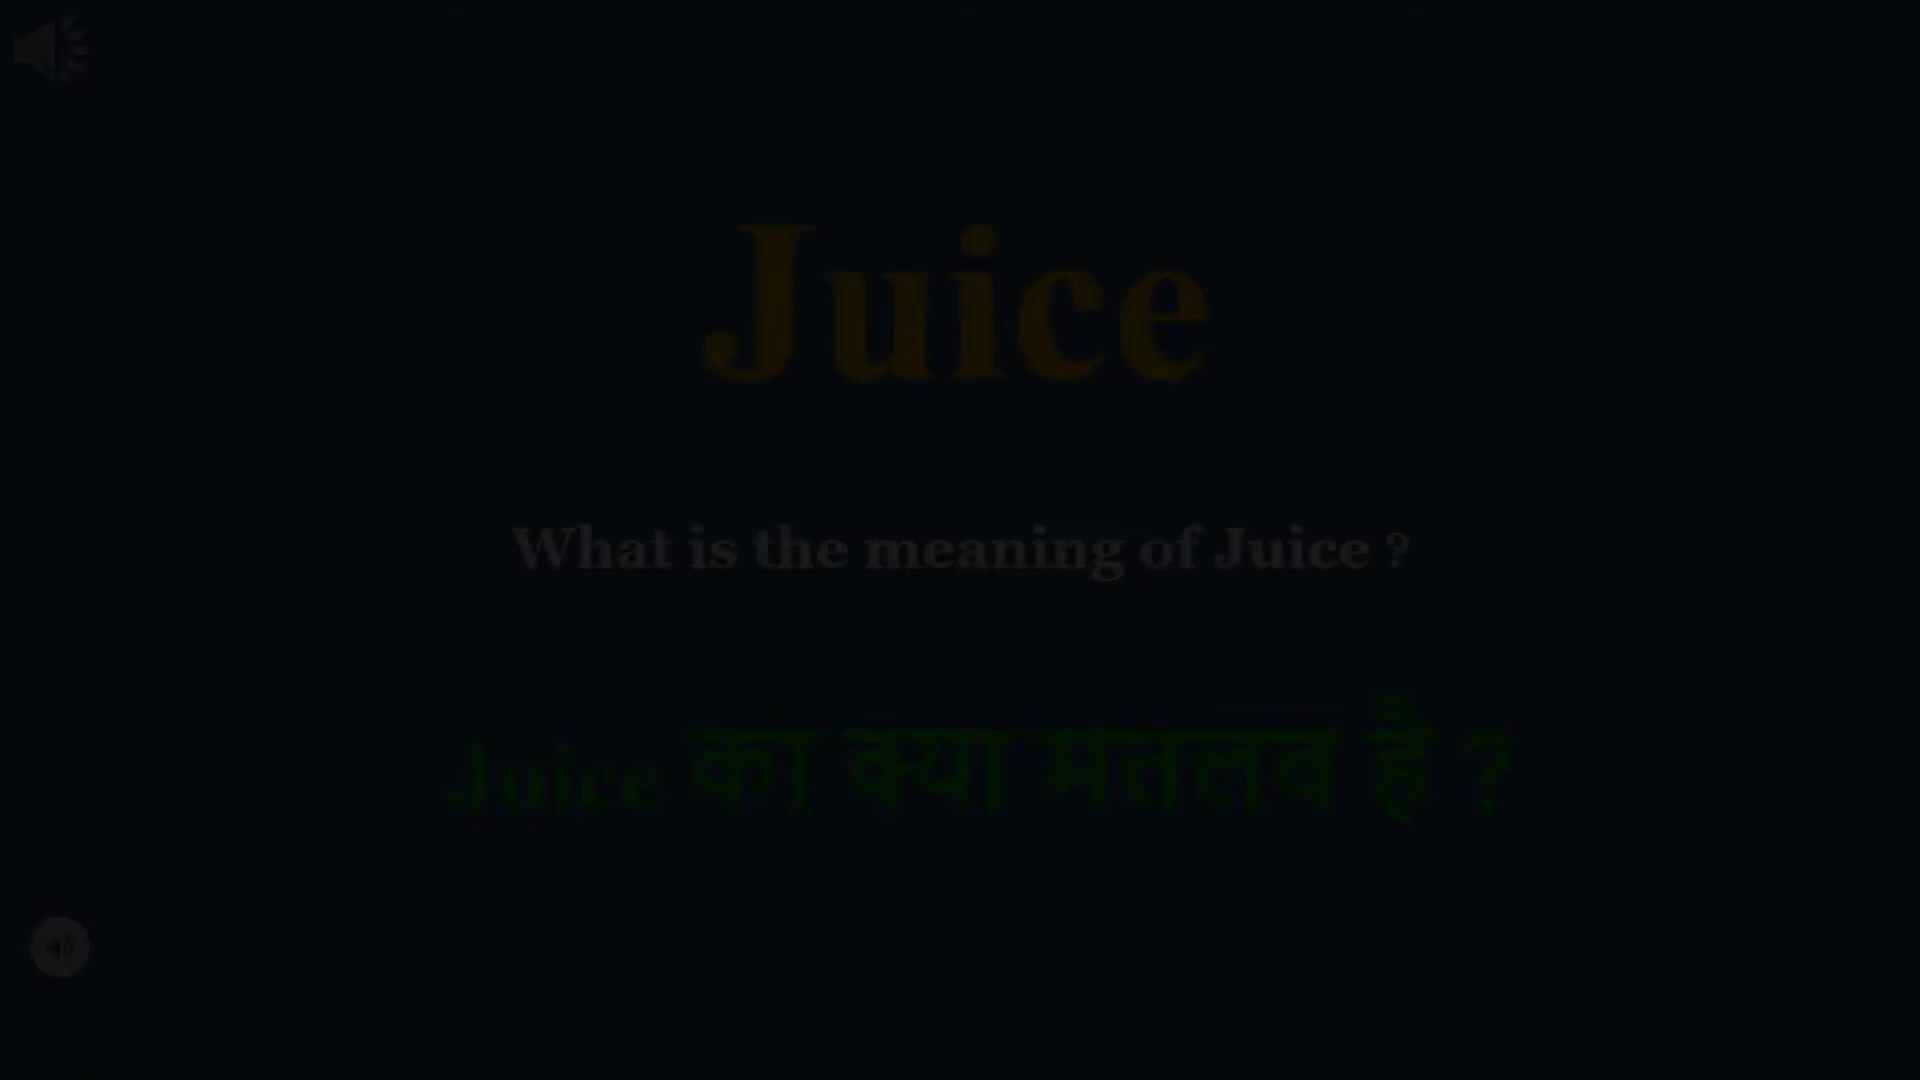 Juice
What is the meaning of Juice ?
Juice का क्या मतलब है ?